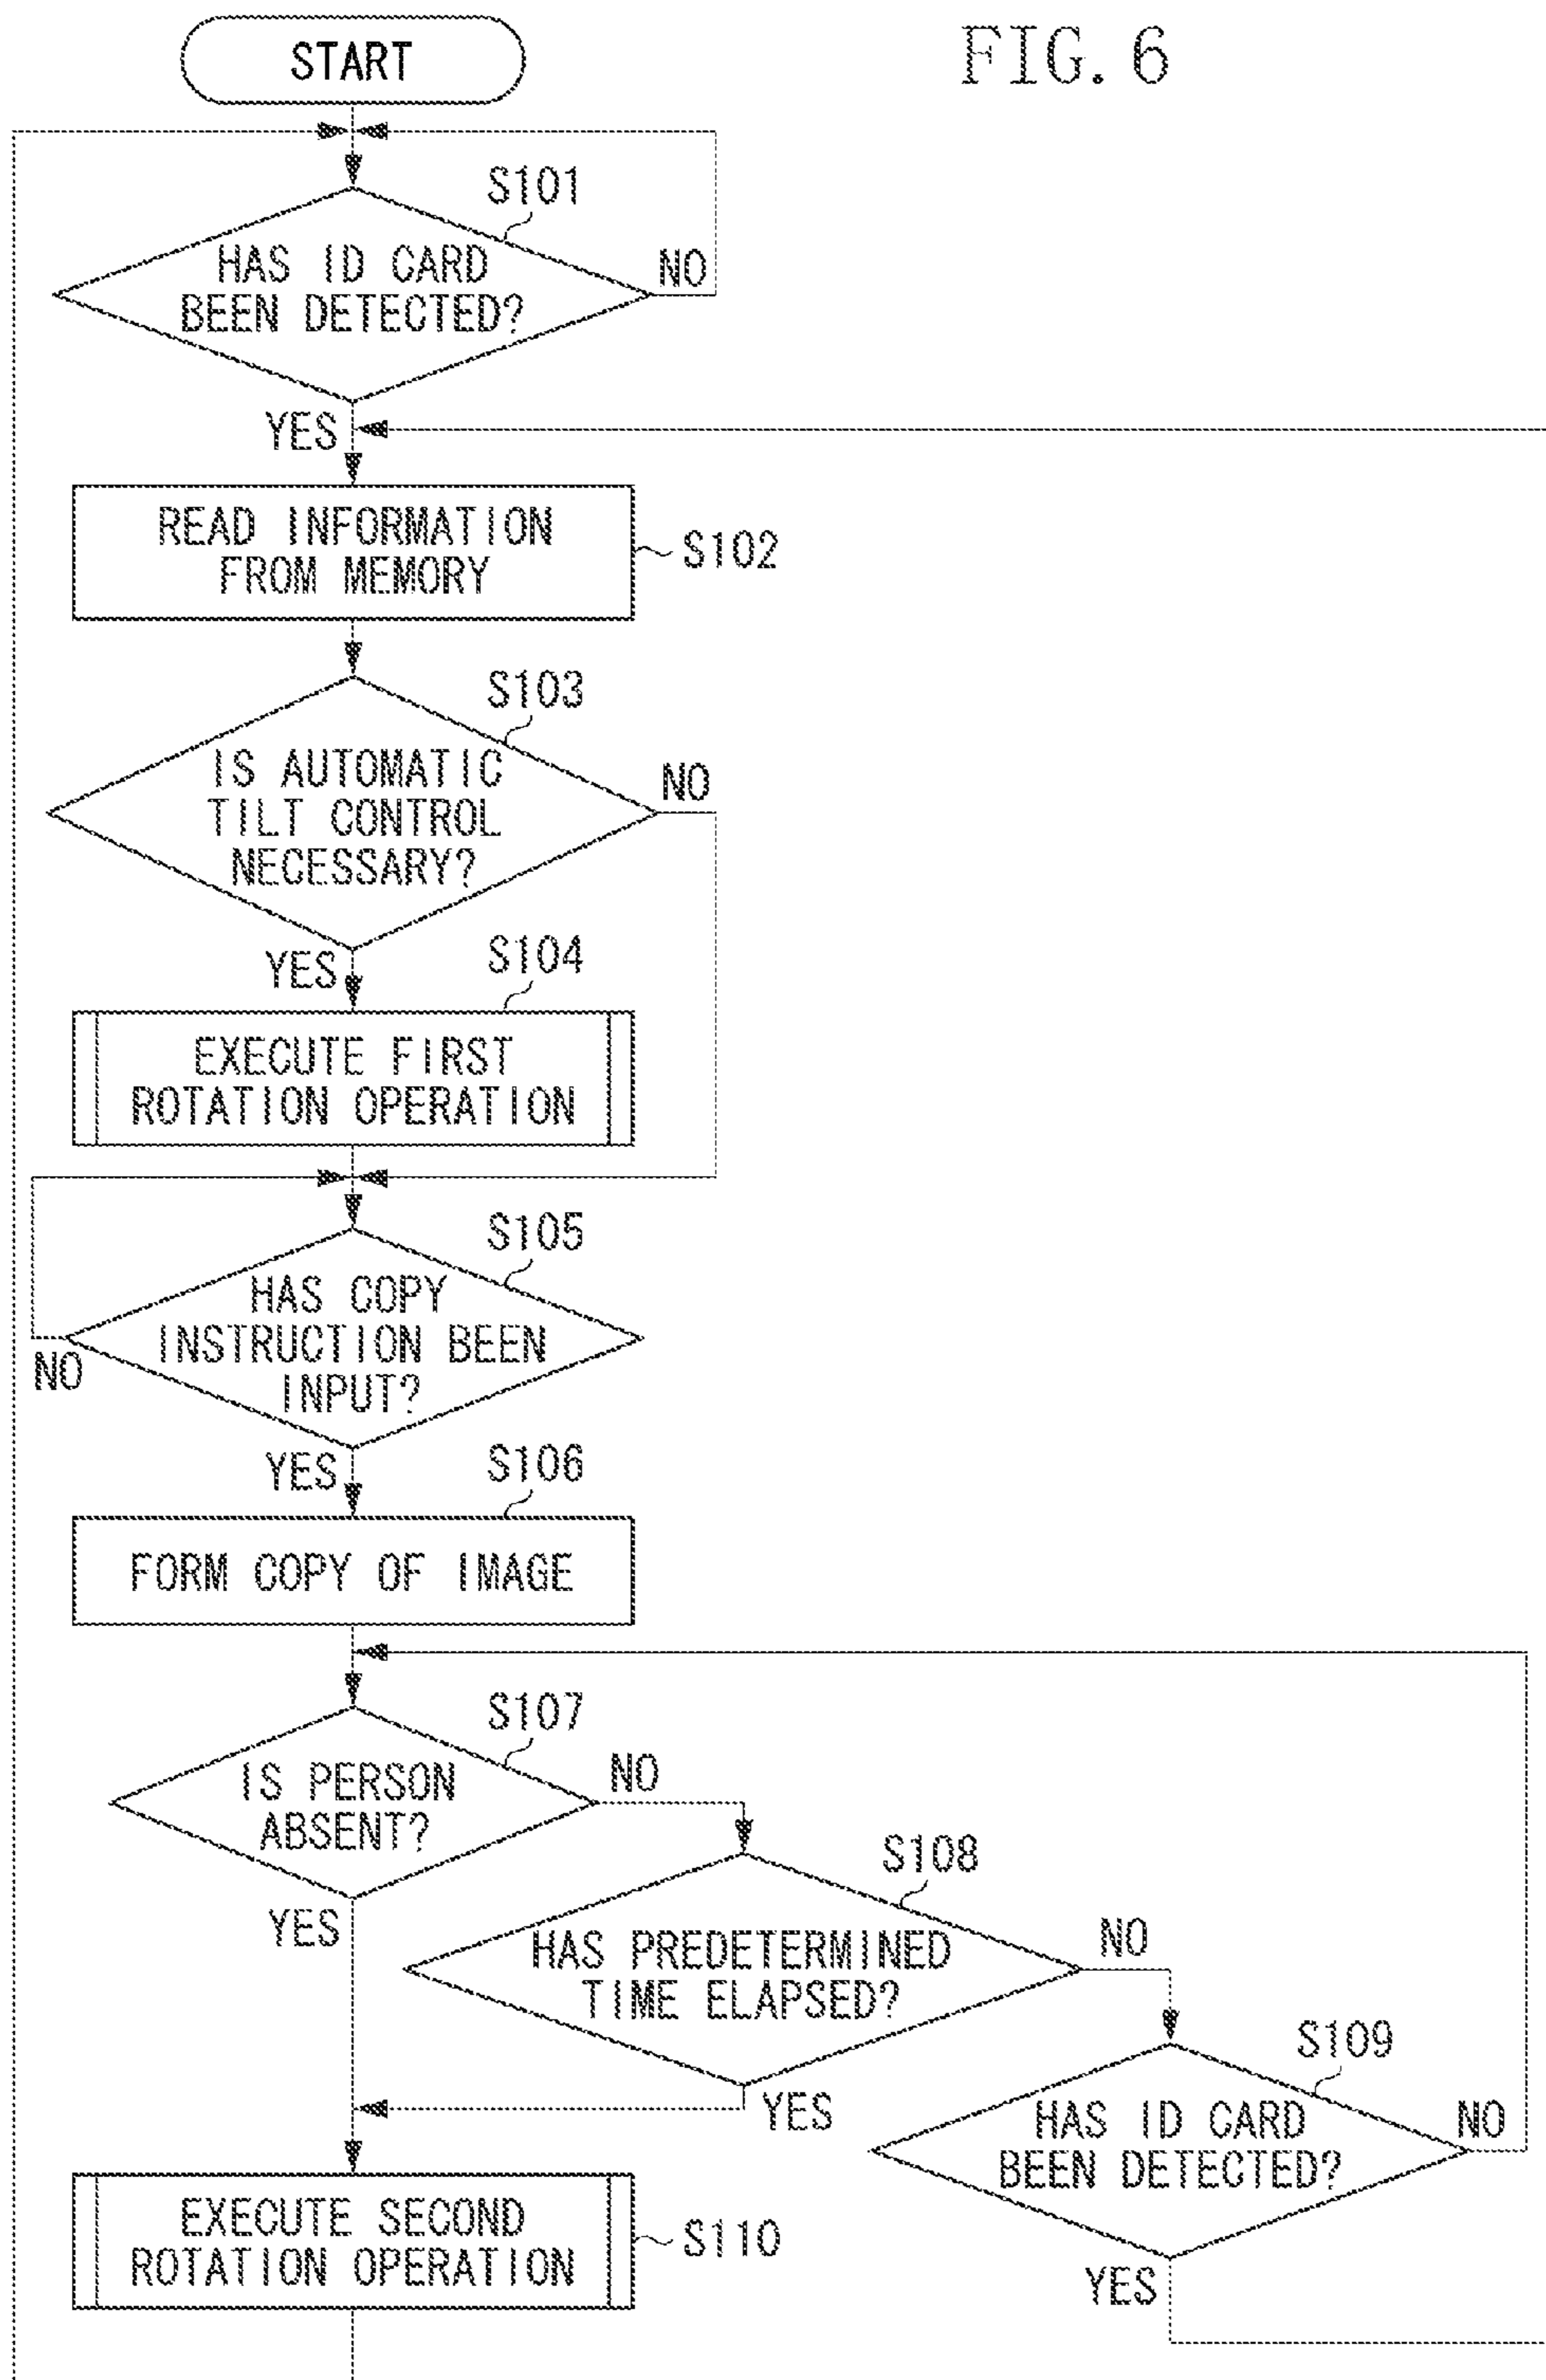 FIG. 6
START
S101
HAS ID CARD
BEEN DETECTED?
NO
YES
READ INFORMATION
FROM MEMORY
S102
S103
IS AUTOMATIC
TILT CONTROL
NECESSARY?
NO
YES
S104
EXECUTE FIRST
ROTATION OPERATION
S105
HAS COPY
INSTRUCTION BEEN
INPUT?
NO
YES
S106
FORM COPY OF IMAGE
S107
IS PERSON
ABSENT?
NO
YES
S108
HAS PREDETERMINED
TIME ELAPSED?
NO
YES
S109
HAS ID CARD
BEEN DETECTED?
NO
YES
EXECUTE SECOND
ROTATION OPERATION
S110